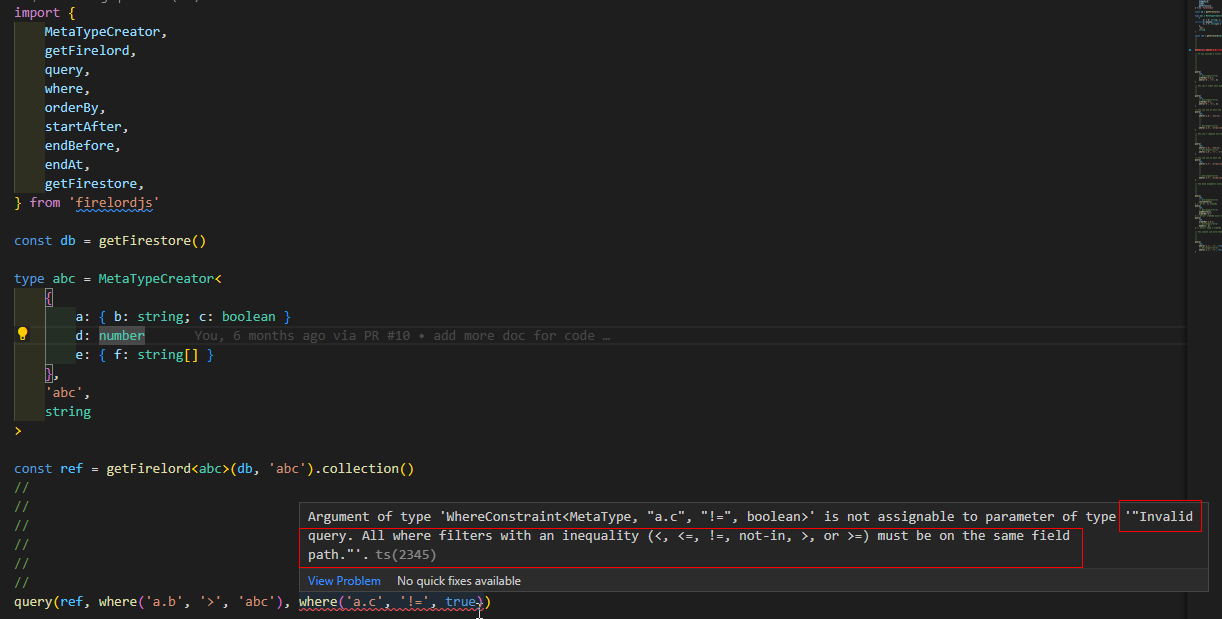 import {
MetaTypeCreator,
getFirelord,
query,
where,
orderBy,
startAfter,
endBefore,
endAt,
getFirestore,
} from 'firelordjs'
const db = getFirestore()
type abc = MetaTypeCreator<
{
a: { b: string; c: boolean }
d: number You, 6 months ago via PR #10 • add more doc for code …
e: { f: string[] }
},
'abc',
string
>
const ref = getFirelord<abc>(db, 'abc').collection()
//
//
//
//
//
//
Argument of type 'WhereConstraint<MetaType, "a.c", "!=", boolean>' is not assignable to parameter of type '"Invalid
query. All where filters with an inequality (<, <=, !=, not-in, >, or >=) must be on the same field
path."'. ts(2345)
View Problem No quick fixes available
query(ref, where('a.b', '>', 'abc'), where('a.c', '!=', true))